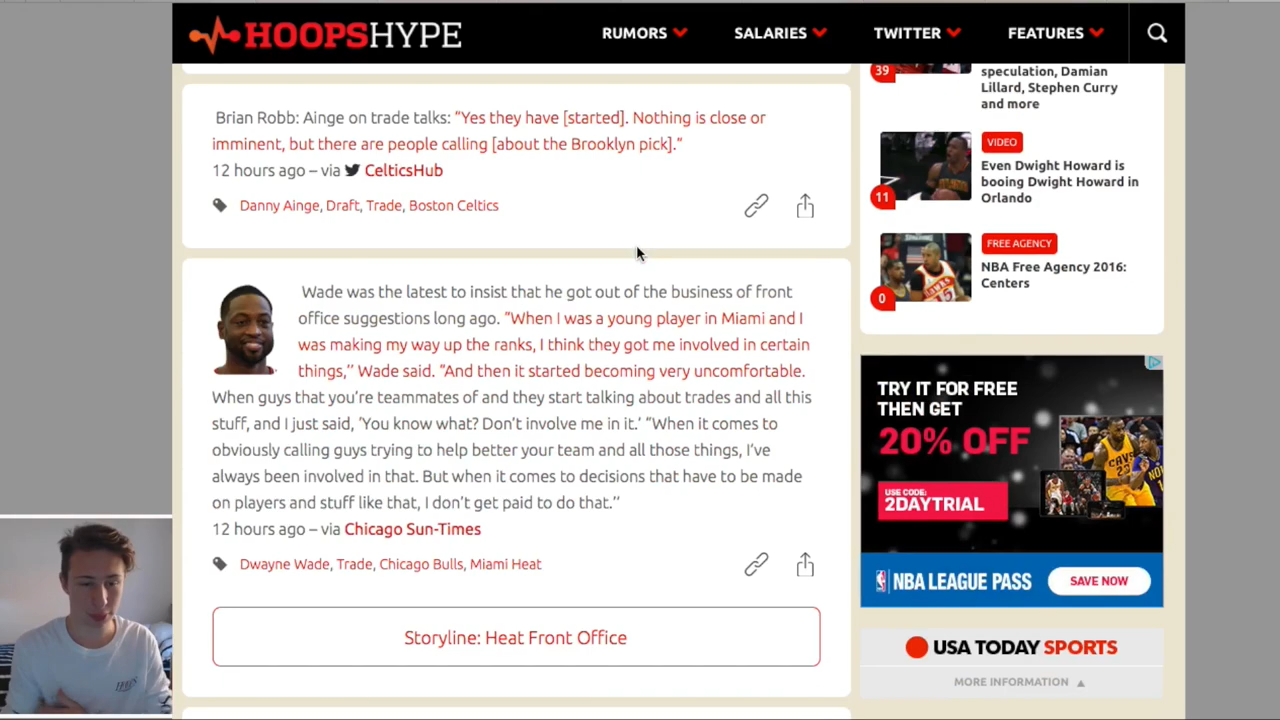 HOOPSHYPE
RUMORS
SALARIES
TWITTER
FEATURES
Brian Robb: Ainge on trade talks: “Yes they have [started]. Nothing is close or
imminent, but there are people calling [about the Brooklyn pick].”
12 hours ago – via CelticsHub
Danny Ainge, Draft, Trade, Boston Celtics
Wade was the latest to insist that he got out of the business of front
office suggestions long ago. “When I was a young player in Miami and I
was making my way up the ranks, I think they got me involved in certain
things,’’ Wade said. “And then it started becoming very uncomfortable.
When guys that you’re teammates of and they start talking about trades and all this
stuff, and I just said, ‘You know what? Don’t involve me in it.’ “When it comes to
obviously calling guys trying to help better your team and all those things, I’ve
always been involved in that. But when it comes to decisions that have to be made
on players and stuff like that, I don’t get paid to do that.’’
12 hours ago – via Chicago Sun-Times
Dwayne Wade, Trade, Chicago Bulls, Miami Heat
Storyline: Heat Front Office
39
speculation, Damian
Lillard, Stephen Curry
and more
11
VIDEO
Even Dwight Howard is
booing Dwight Howard in
Orlando
0
FREE AGENCY
NBA Free Agency 2016:
Centers
TRY IT FOR FREE
THEN GET
20% OFF
USE CODE:
2DAYTRIAL
NBA LEAGUE PASS
SAVE NOW
USA TODAY SPORTS
MORE INFORMATION